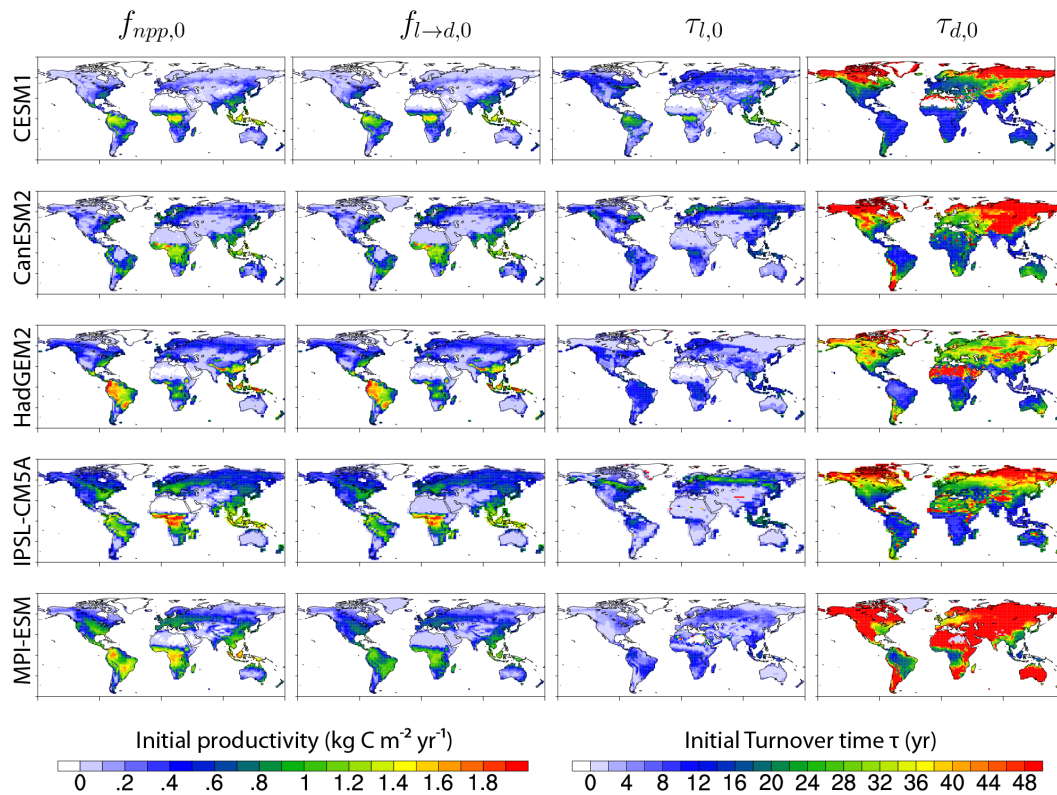 f_{npp,0} f_{l→d,0} τ_{l,0} τ_{d,0}
CESM1
CanESM2
HadGEM2
IPSL-CM5A
MPI-ESM
Initial productivity (kg C m⁻² yr⁻¹) Initial Turnover time τ (yr)
0 .2 .4 .6 .8 1 1.2 1.4 1.6 1.8 0 4 8 12 16 20 24 28 32 36 40 44 48